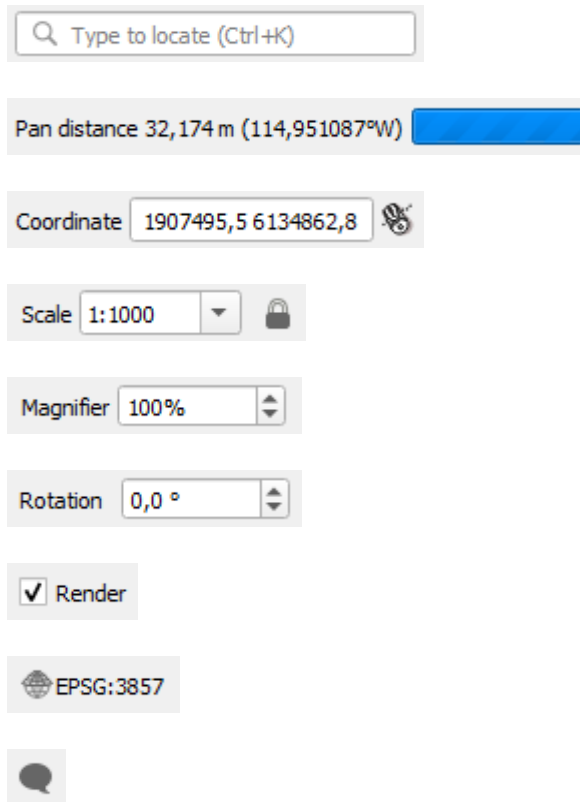 Type to locate (Ctrl+K)
Pan distance 32,174 m (114,951087°W)
Coordinate 1907495,5 6134862,8
Scale 1:1000
Magnifier 100%
Rotation 0,0 °
Render
EPSG:3857